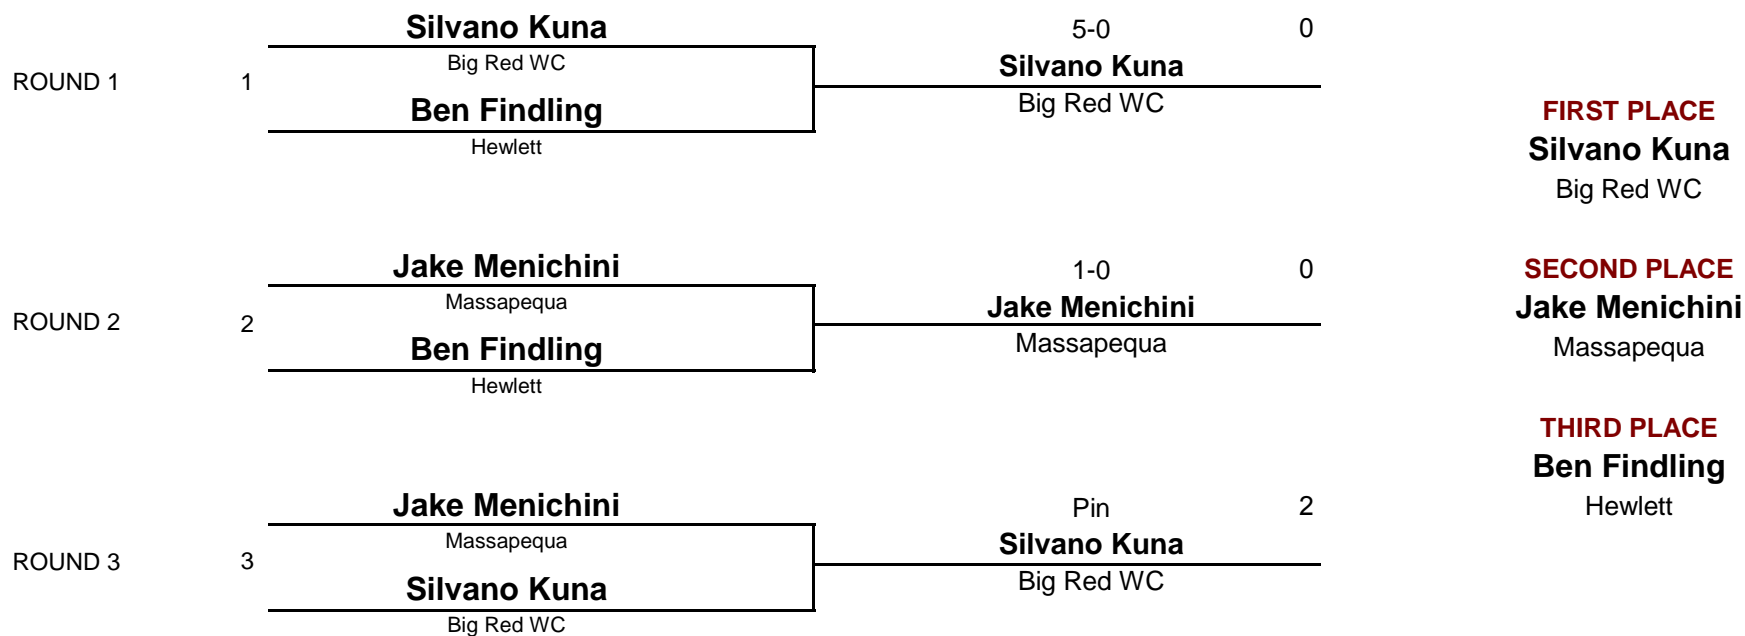 Silvano Kuna
5-0 0
Big Red WC
Silvano Kuna
ROUND 1 1
Ben Findling
Big Red WC
Hewlett
FIRST PLACE
Silvano Kuna
Big Red WC
Jake Menichini
1-0 0
Massapequa
Jake Menichini
ROUND 2 2
Ben Findling
Massapequa
Hewlett
SECOND PLACE
Jake Menichini
Massapequa
THIRD PLACE
Ben Findling
Hewlett
Jake Menichini
Pin 2
Massapequa
Silvano Kuna
ROUND 3 3
Silvano Kuna
Big Red WC
Big Red WC